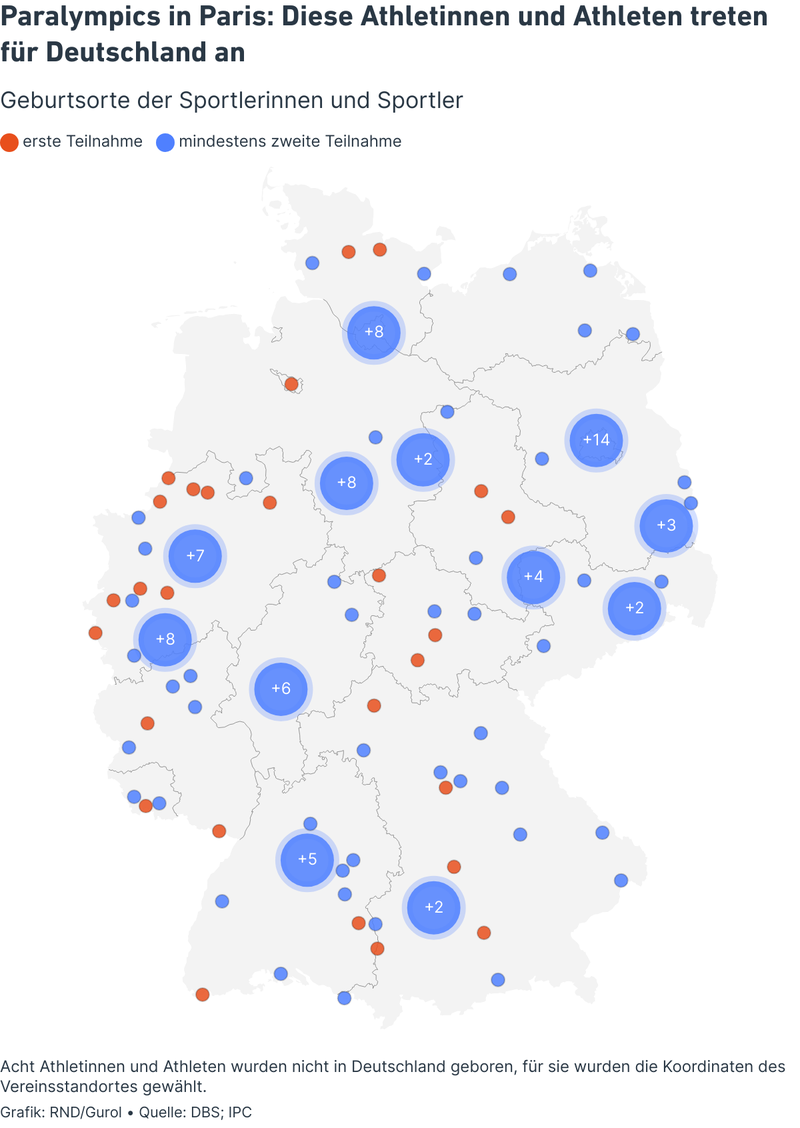 Paralympics in Paris: Diese Athletinnen und Athleten treten
für Deutschland an
Geburtsorte der Sportlerinnen und Sportler
erste Teilnahme mindestens zweite Teilnahme
+8
+14
+2
+8
+3
+7
+4
+2
+8
+6
+5
+2
Acht Athletinnen und Athleten wurden nicht in Deutschland geboren, für sie wurden die Koordinaten des
Vereinsstandortes gewählt.
Grafik: RND/Gurol • Quelle: DBS; IPC